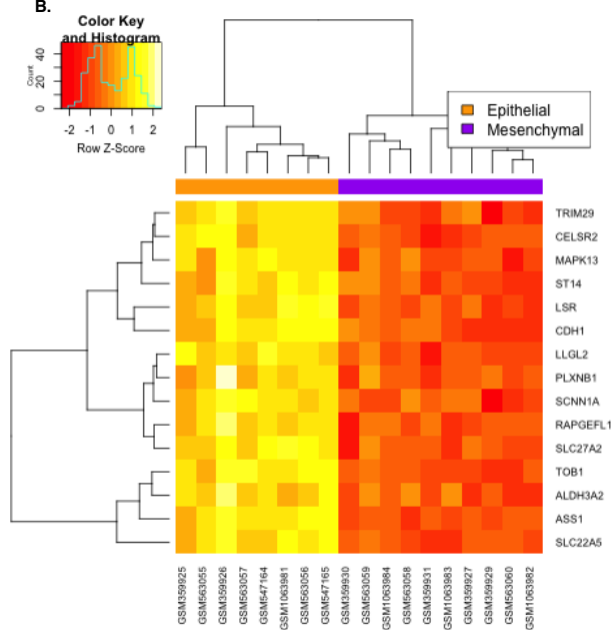 B.
Color Key
and Histogram
Count
0 20 40
-2 -1 0 1 2
Row Z-Score
Epithelial
Mesenchymal
TRIM29
CELSR2
MAPK13
ST14
LSR
CDH1
LLGL2
PLXNB1
SCNN1A
RAPGEFL1
SLC27A2
TOB1
ALDH3A2
ASS1
SLC22A5
GSM359925
GSM563055
GSM359926
GSM563057
GSM547164
GSM1063981
GSM563056
GSM547165
GSM359930
GSM563059
GSM1063984
GSM563058
GSM359931
GSM1063983
GSM359927
GSM359929
GSM563060
GSM1063982